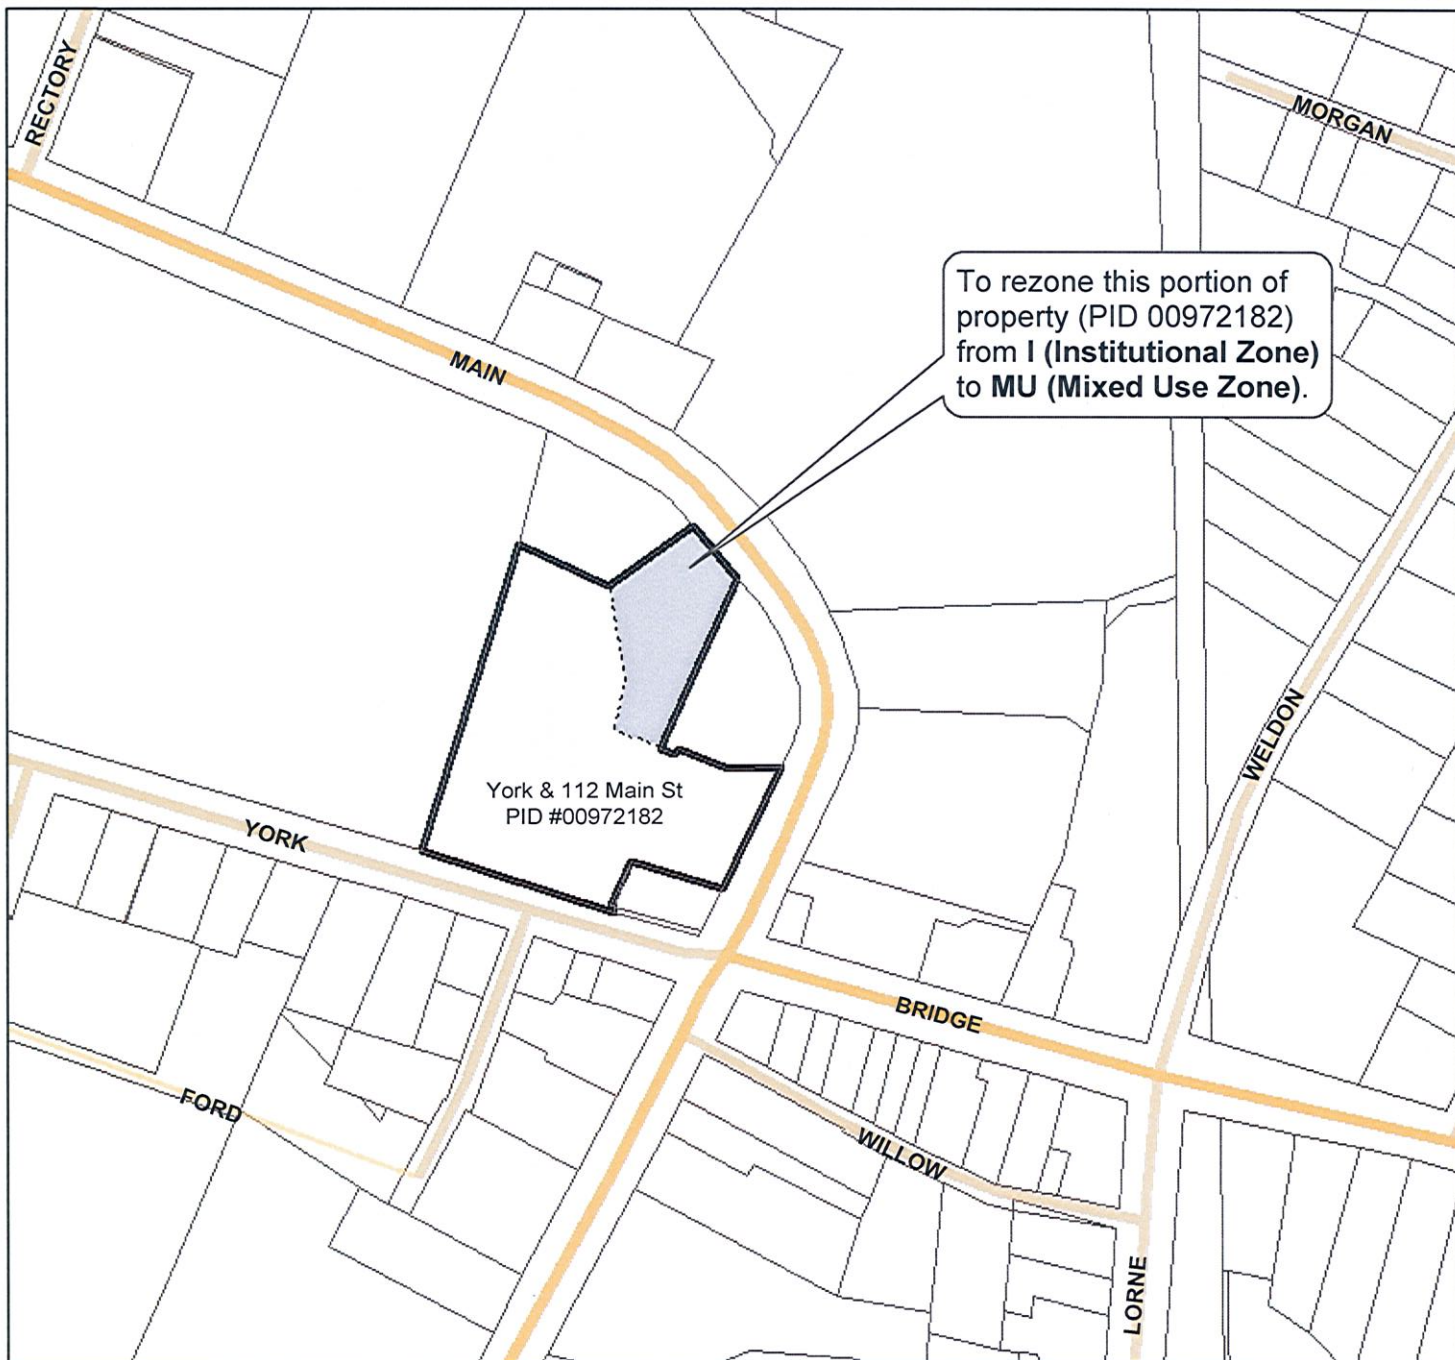 RECTORY
MORGAN
To rezone this portion of
property (PID 00972182)
from I (Institutional Zone)
to MU (Mixed Use Zone).
MAIN
WELDON
York & 112 Main St
PID #00972182
YORK
BRIDGE
FORD
WILLOW
LORNE